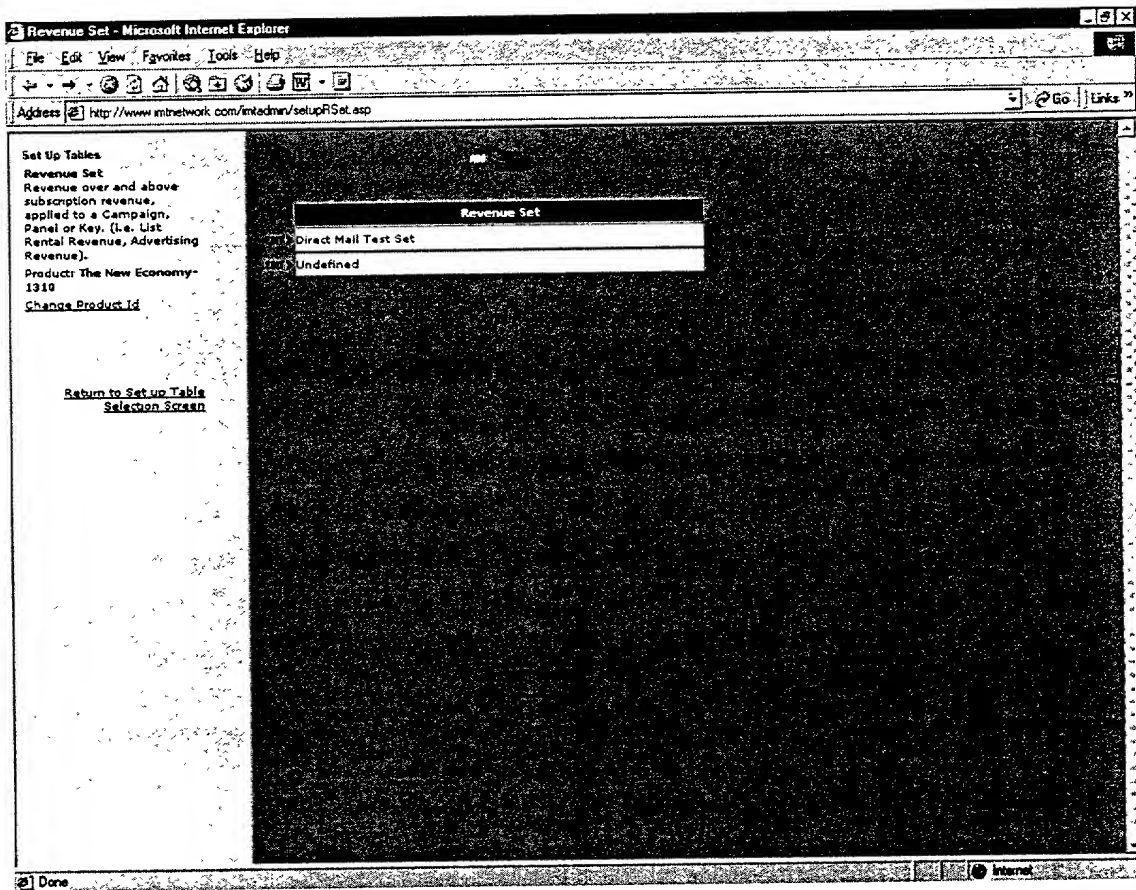 Revenue Set - Microsoft Internet Explorer
File Edit View Favorites Tools Help
Address http://www.imtnetwork.com/imtadmin/setupRSet.asp
Go Links »
Set Up Tables
Revenue Set
Revenue over and above
subscription revenue,
applied to a Campaign,
Panel or Key. (i.e. List
Rental Revenue, Advertising
Revenue).
Product: The New Economy-
1310
Change Product Id
Return to Set up Table
Selection Screen
Revenue Set
Direct Mail Test Set
Undefined
Done
Internet